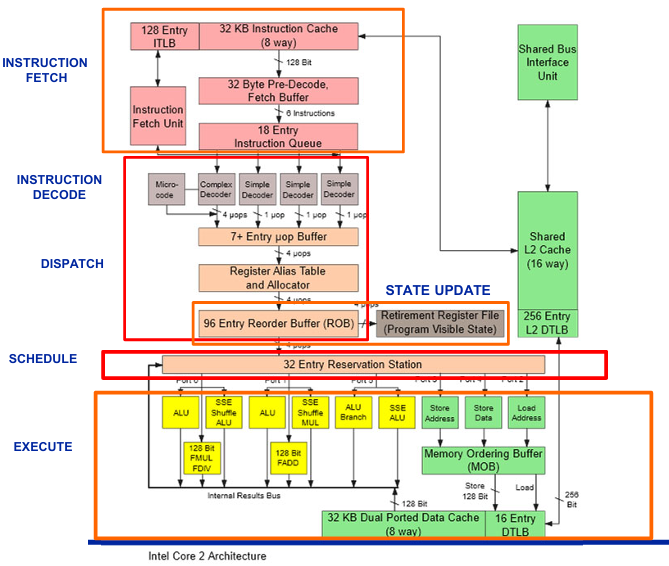 128 Entry
ITLB
32 KB Instruction Cache
(8 way)
Shared Bus
Interface
Unit
INSTRUCTION
FETCH
128 Bit
32 Byte Pre-Decode,
Fetch Buffer
Instruction
Fetch Unit
6 Instructions
18 Entry
Instruction Queue
INSTRUCTION
DECODE
Micro-
code
Complex
Decoder
Simple
Decoder
Simple
Decoder
Simple
Decoder
4 µops
1 µop
1 µop
1 µop
7+ Entry µop Buffer
4 µops
Shared
L2 Cache
(16 way)
DISPATCH
Register Alias Table
and Allocator
4 µops
STATE UPDATE
4 µops
96 Entry Reorder Buffer (ROB)
Retirement Register File
(Program Visible State)
256 Entry
L2 DTLB
4 µops
SCHEDULE
32 Entry Reservation Station
Port 0
Port 1
Port 5
Port 3
Port 4
Port 2
EXECUTE
ALU
SSE
Shuffle
ALU
ALU
SSE
Shuffle
MUL
ALU
Branch
SSE
ALU
Store
Address
Store
Data
Load
Address
128 Bit
FMUL
FDIV
128 Bit
FADD
Memory Ordering Buffer
(MOB)
Internal Results Bus
Store
128 Bit
Load
128 Bit
256
Bit
32 KB Dual Ported Data Cache
(8 way)
16 Entry
DTLB
Intel Core 2 Architecture